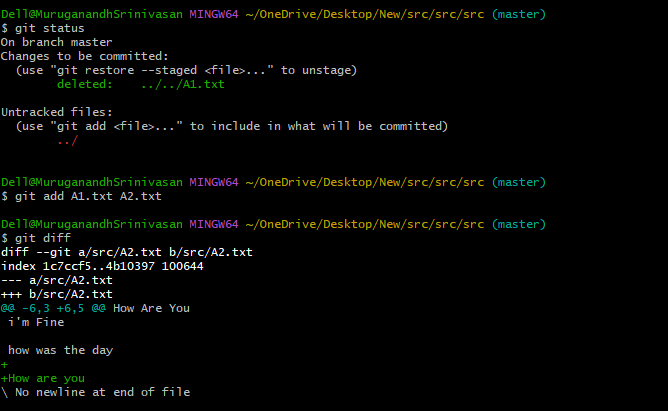 Dell@MuruganandhSrinivasan MINGW64 ~/OneDrive/Desktop/New/src/src/src (master)
$ git status
On branch master
Changes to be committed:
  (use "git restore --staged <file>..." to unstage)
        deleted:    ../../A1.txt

Untracked files:
  (use "git add <file>..." to include in what will be committed)
        ../


Dell@MuruganandhSrinivasan MINGW64 ~/OneDrive/Desktop/New/src/src/src (master)
$ git add A1.txt A2.txt

Dell@MuruganandhSrinivasan MINGW64 ~/OneDrive/Desktop/New/src/src/src (master)
$ git diff
diff --git a/src/A2.txt b/src/A2.txt
index 1c7ccf5..4b10397 100644
--- a/src/A2.txt
+++ b/src/A2.txt
@@ -6,3 +6,5 @@ How Are You
 i'm Fine

 how was the day
+
+How are you
\ No newline at end of file